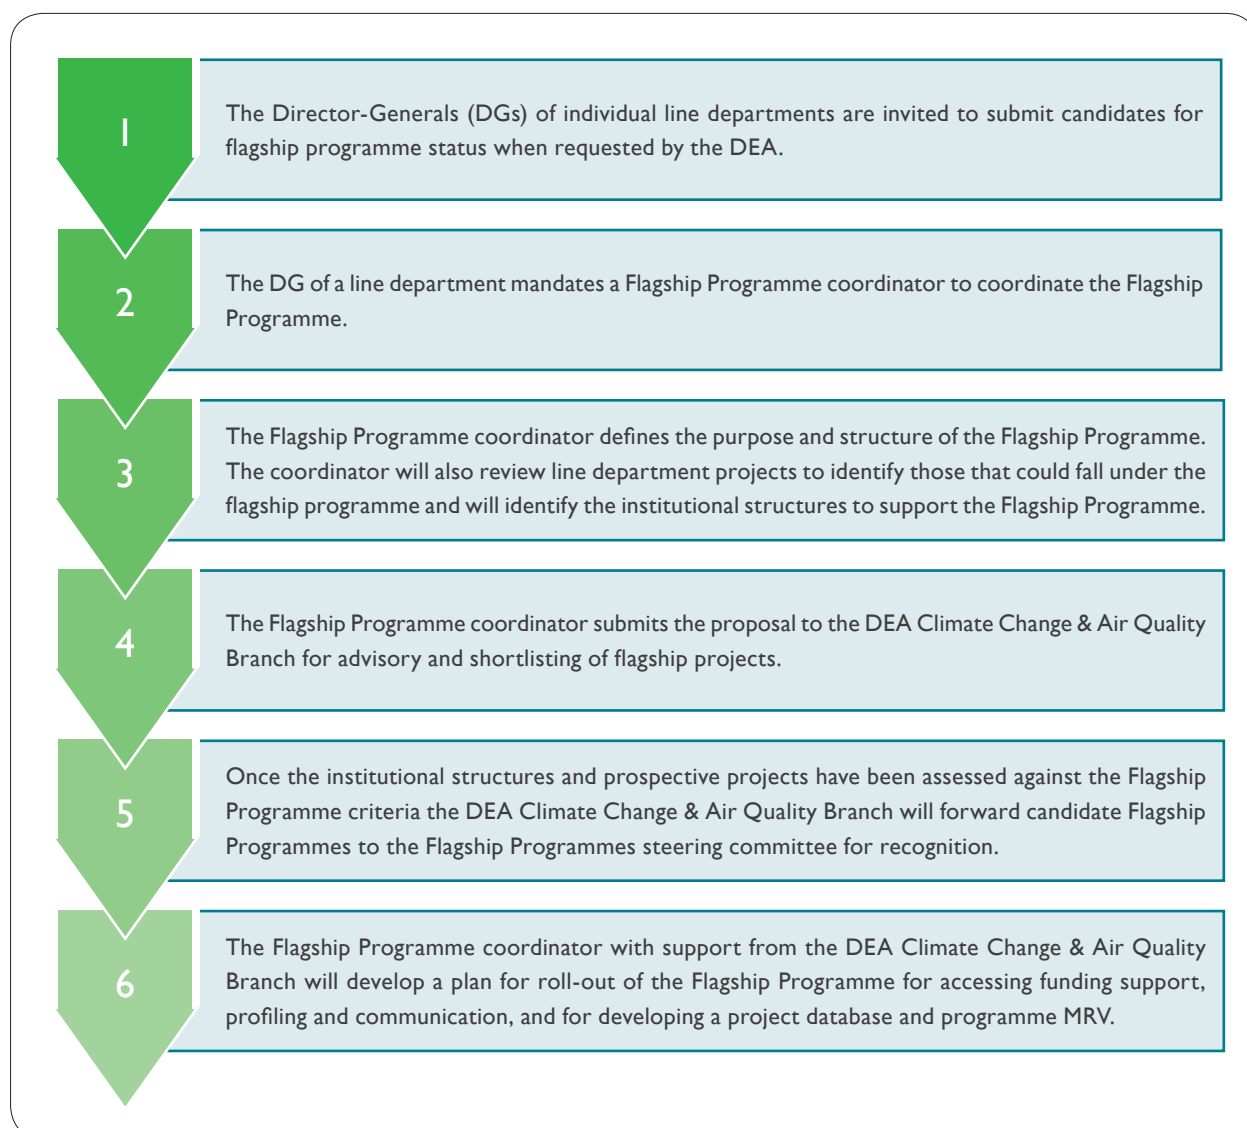 1
The Director-Generals (DGs) of individual line departments are invited to submit candidates for
flagship programme status when requested by the DEA.
2
The DG of a line department mandates a Flagship Programme coordinator to coordinate the Flagship
Programme.
3
The Flagship Programme coordinator defines the purpose and structure of the Flagship Programme.
The coordinator will also review line department projects to identify those that could fall under the
flagship programme and will identify the institutional structures to support the Flagship Programme.
4
The Flagship Programme coordinator submits the proposal to the DEA Climate Change & Air Quality
Branch for advisory and shortlisting of flagship projects.
5
Once the institutional structures and prospective projects have been assessed against the Flagship
Programme criteria the DEA Climate Change & Air Quality Branch will forward candidate Flagship
Programmes to the Flagship Programmes steering committee for recognition.
6
The Flagship Programme coordinator with support from the DEA Climate Change & Air Quality
Branch will develop a plan for roll-out of the Flagship Programme for accessing funding support,
profiling and communication, and for developing a project database and programme MRV.